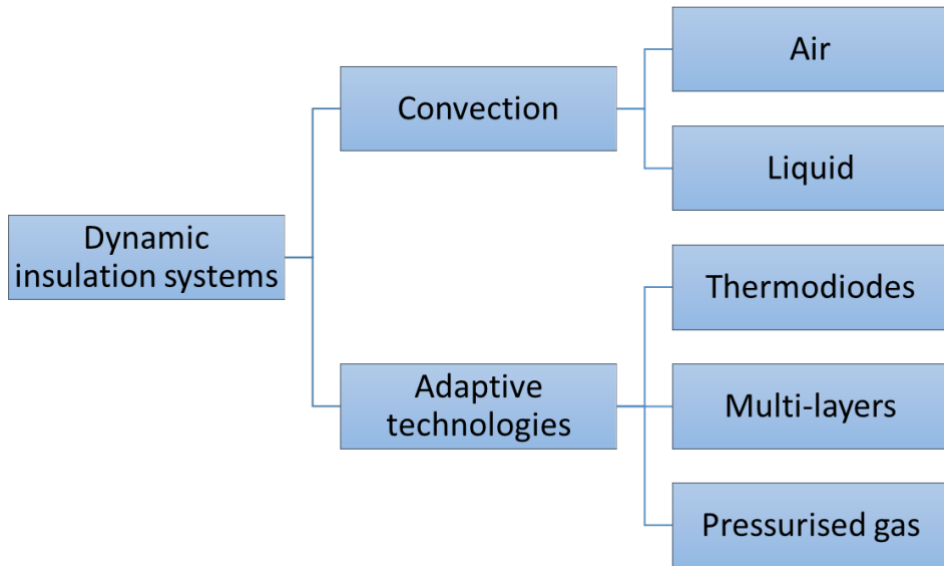 Dynamic
insulation systems
Convection
Air
Liquid
Adaptive
technologies
Thermodiodes
Multi-layers
Pressurised gas